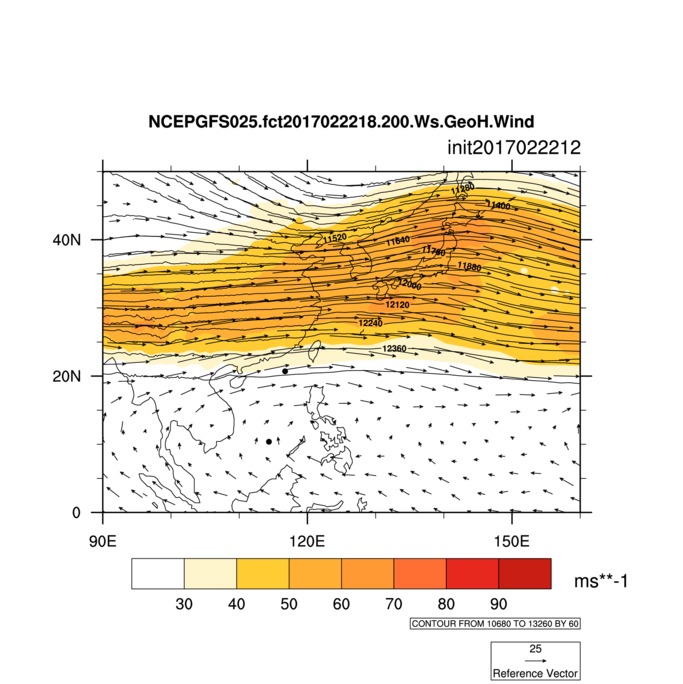 NCEPGFS025.fct2017022218.200.Ws.GeoH.Wind
init2017022212
11280
11400
11520
11640
11760
11880
12000
12120
12240
12360
40N
20N
0
90E 120E 150E
30 40 50 60 70 80 90
ms**-1
CONTOUR FROM 10680 TO 13260 BY 60
25
Reference Vector